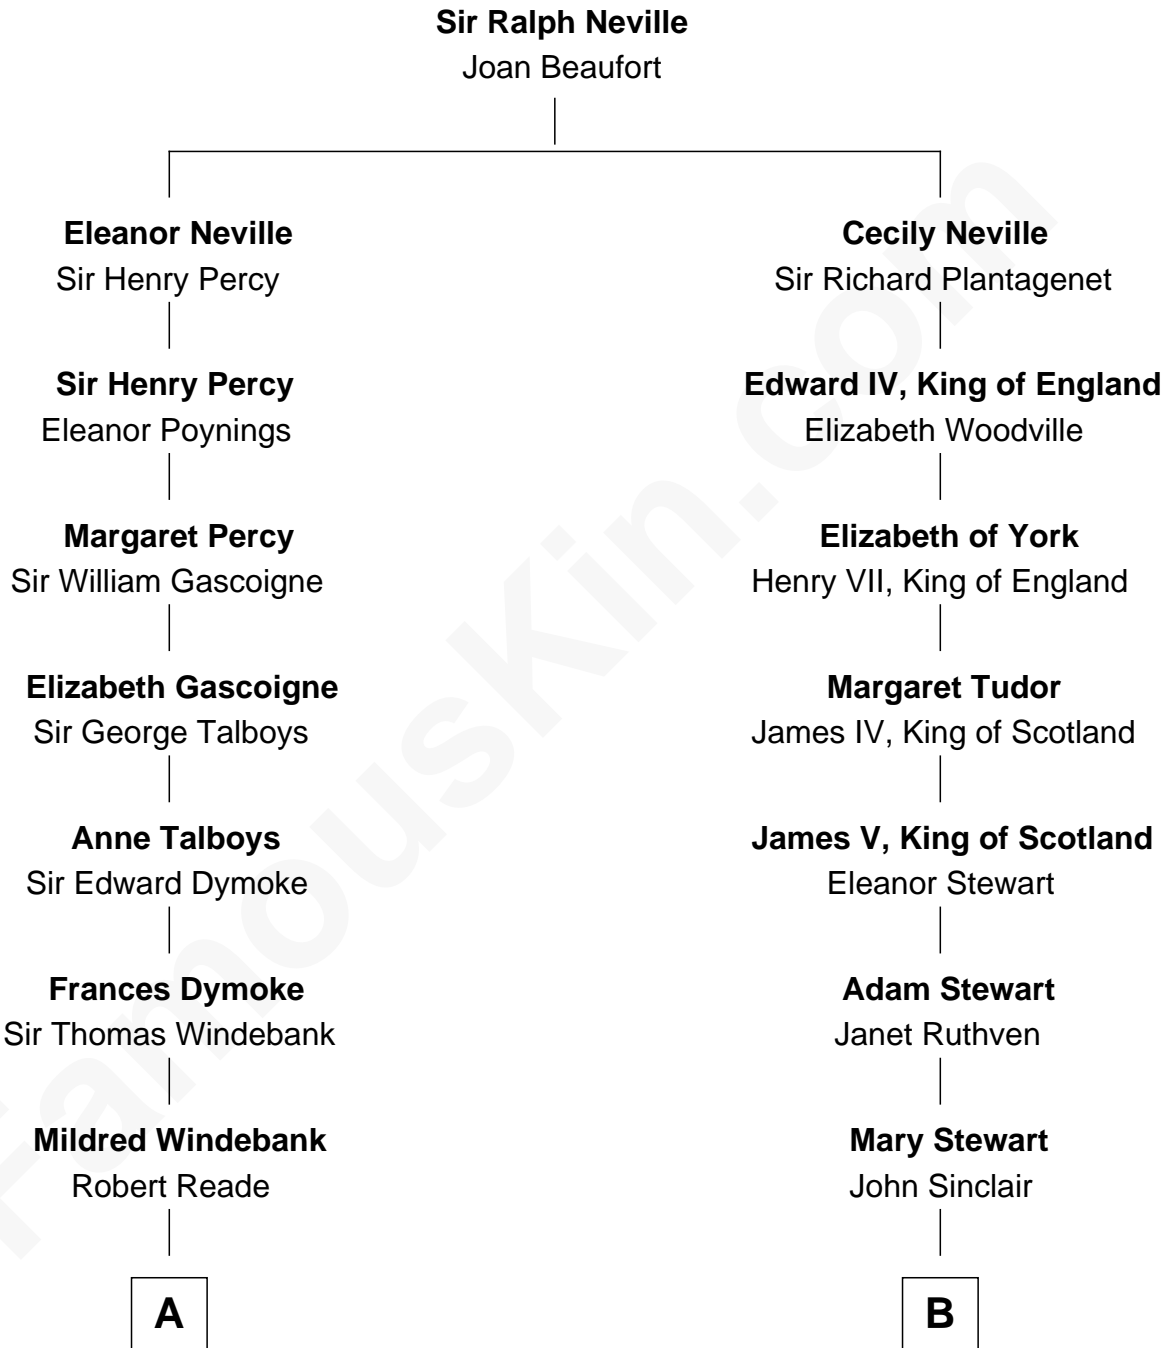 Sir Ralph Neville
Joan Beaufort
Eleanor Neville
Sir Henry Percy
Cecily Neville
Sir Richard Plantagenet
Sir Henry Percy
Eleanor Poynings
Edward IV, King of England
Elizabeth Woodville
Margaret Percy
Sir William Gascoigne
Elizabeth of York
Henry VII, King of England
Elizabeth Gascoigne
Sir George Talboys
Margaret Tudor
James IV, King of Scotland
Anne Talboys
Sir Edward Dymoke
James V, King of Scotland
Eleanor Stewart
Frances Dymoke
Sir Thomas Windebank
Adam Stewart
Janet Ruthven
Mildred Windebank
Robert Reade
Mary Stewart
John Sinclair
A
B
FamousKin.com